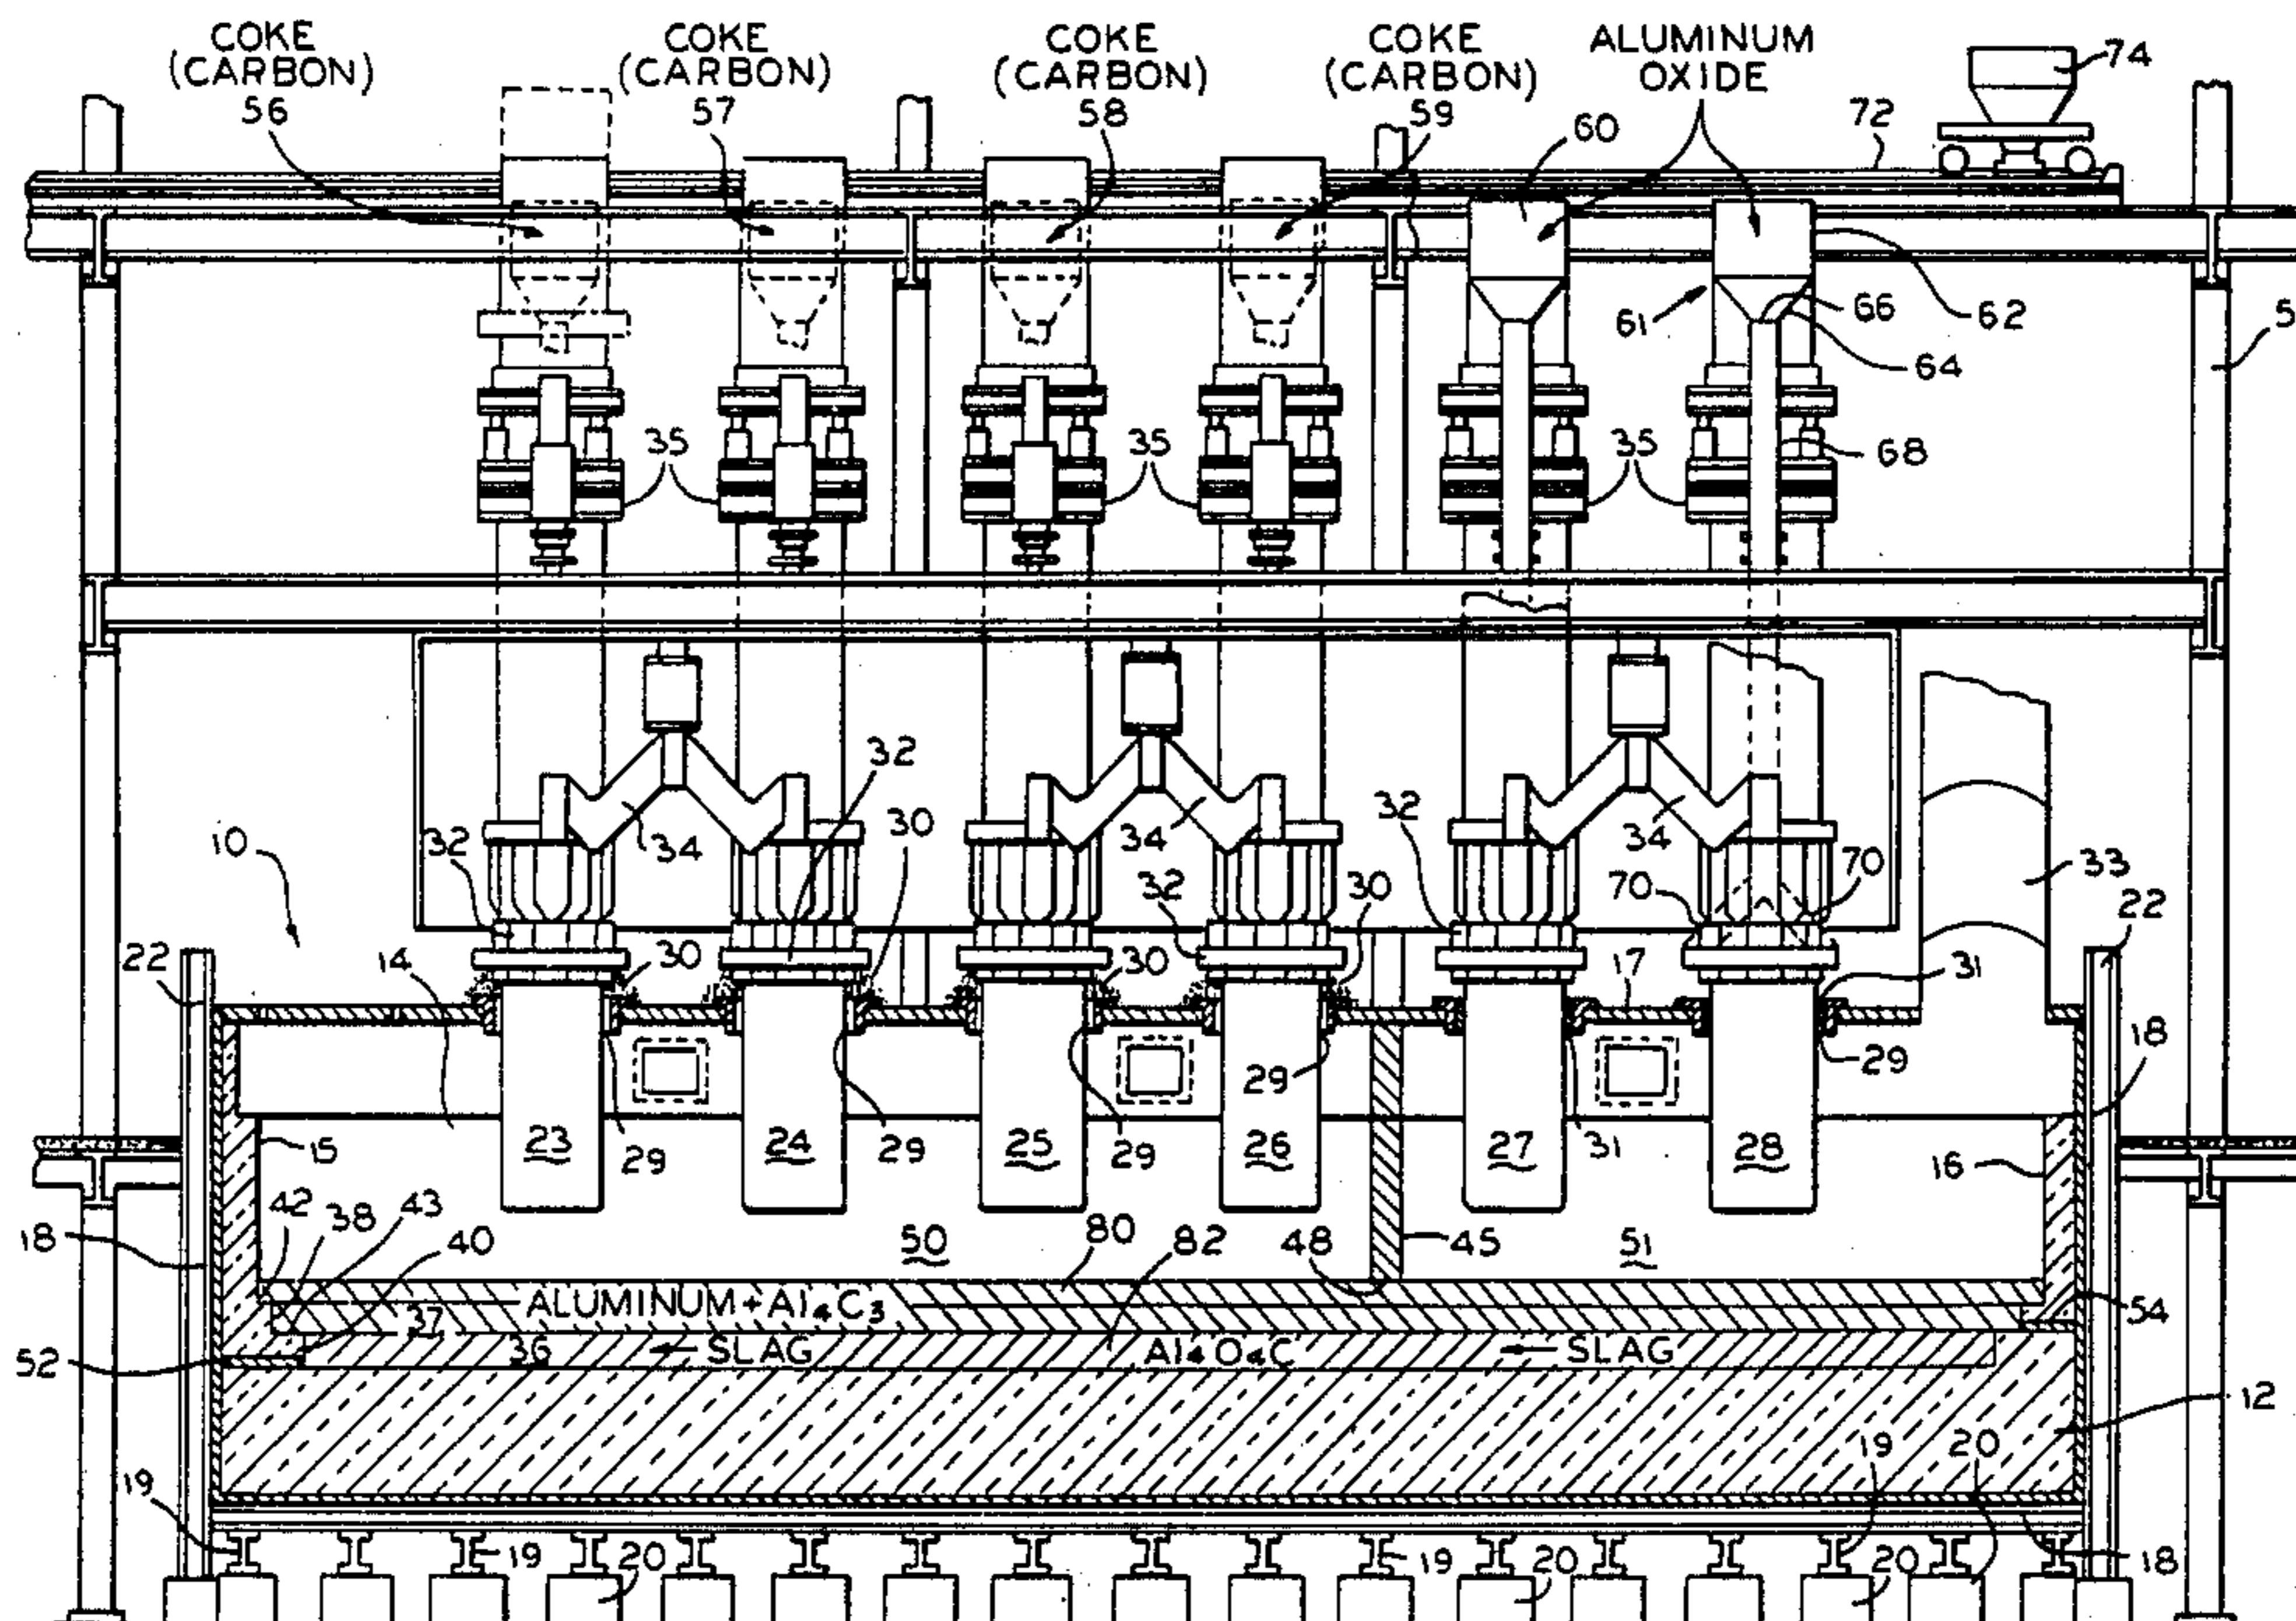 COKE COKE COKE COKE ALUMINUM
(CARBON) (CARBON) (CARBON) (CARBON) OXIDE 74
56 57 58 59 60 72
66
61 62 5
64
35 35 35 68
32
34 30 34 32 34 70 70
10 32 32 30 33
22 14 30 30 17 31 22
29 29 18
23 24 25 26 27 28
15 29 29 29 31 16
42 38 43 40 50 80 82 48 45 51
18
ALUMINUM + Al4C3
37 54
52 36 ← SLAG Al4O4C ← SLAG
12
19 19 20
19 20 19 20 20 18